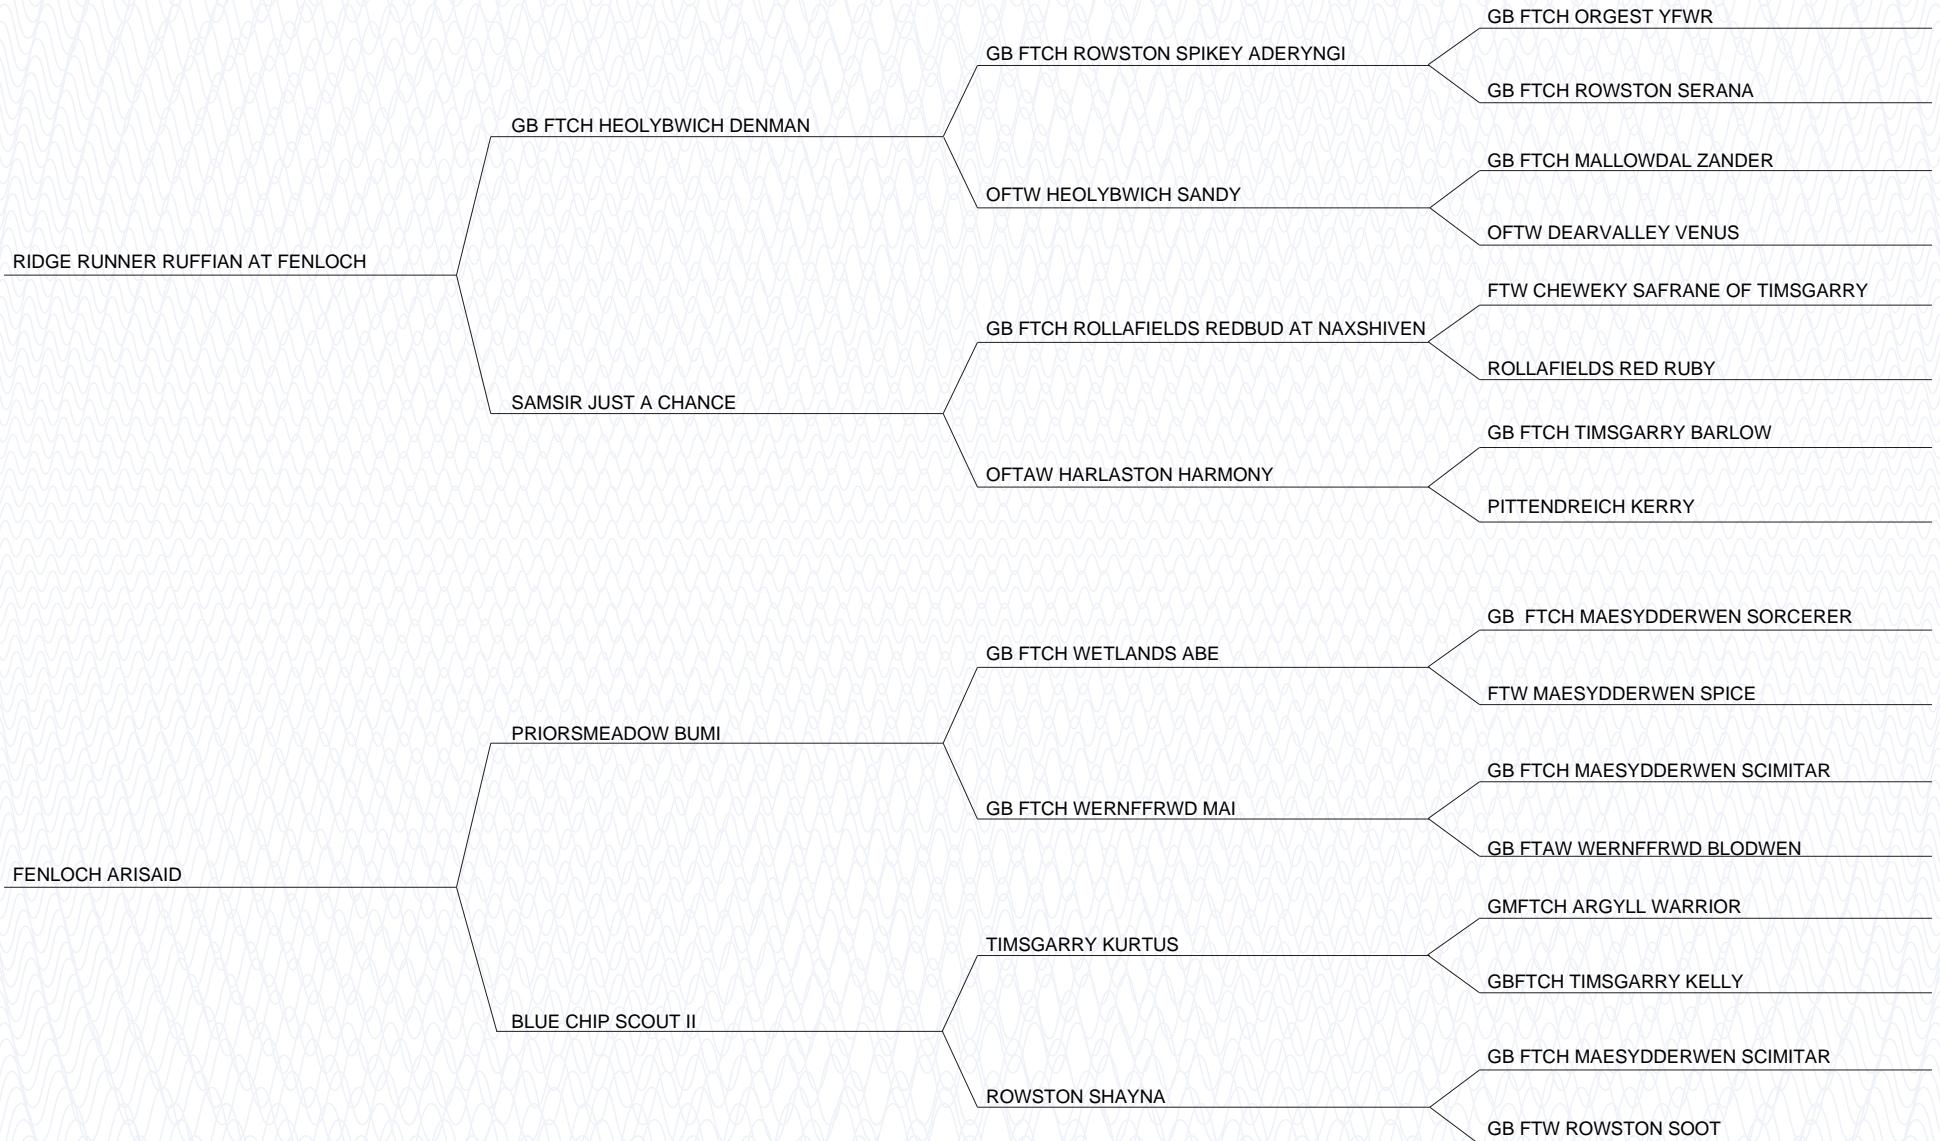 GB FTCH ORGEST YFWR
GB FTCH ROWSTON SPIKEY ADERYNGI
GB FTCH ROWSTON SERANA
GB FTCH HEOLYBWICH DENMAN
GB FTCH MALLOWDAL ZANDER
OFTW HEOLYBWICH SANDY
OFTW DEARVALLEY VENUS
RIDGE RUNNER RUFFIAN AT FENLOCH
FTW CHEWEKY SAFRANE OF TIMSGARRY
GB FTCH ROLLAFIELDS REDBUD AT NAXSHIVEN
ROLLAFIELDS RED RUBY
SAMSIR JUST A CHANCE
GB FTCH TIMSGARRY BARLOW
OFTAW HARLASTON HARMONY
PITTENDREICH KERRY
GB  FTCH MAESYDDERWEN SORCERER
GB FTCH WETLANDS ABE
FTW MAESYDDERWEN SPICE
PRIORSMEADOW BUMI
GB FTCH MAESYDDERWEN SCIMITAR
GB FTCH WERNFFRWD MAI
GB FTAW WERNFFRWD BLODWEN
FENLOCH ARISAID
GMFTCH ARGYLL WARRIOR
TIMSGARRY KURTUS
GBFTCH TIMSGARRY KELLY
BLUE CHIP SCOUT II
GB FTCH MAESYDDERWEN SCIMITAR
ROWSTON SHAYNA
GB FTW ROWSTON SOOT